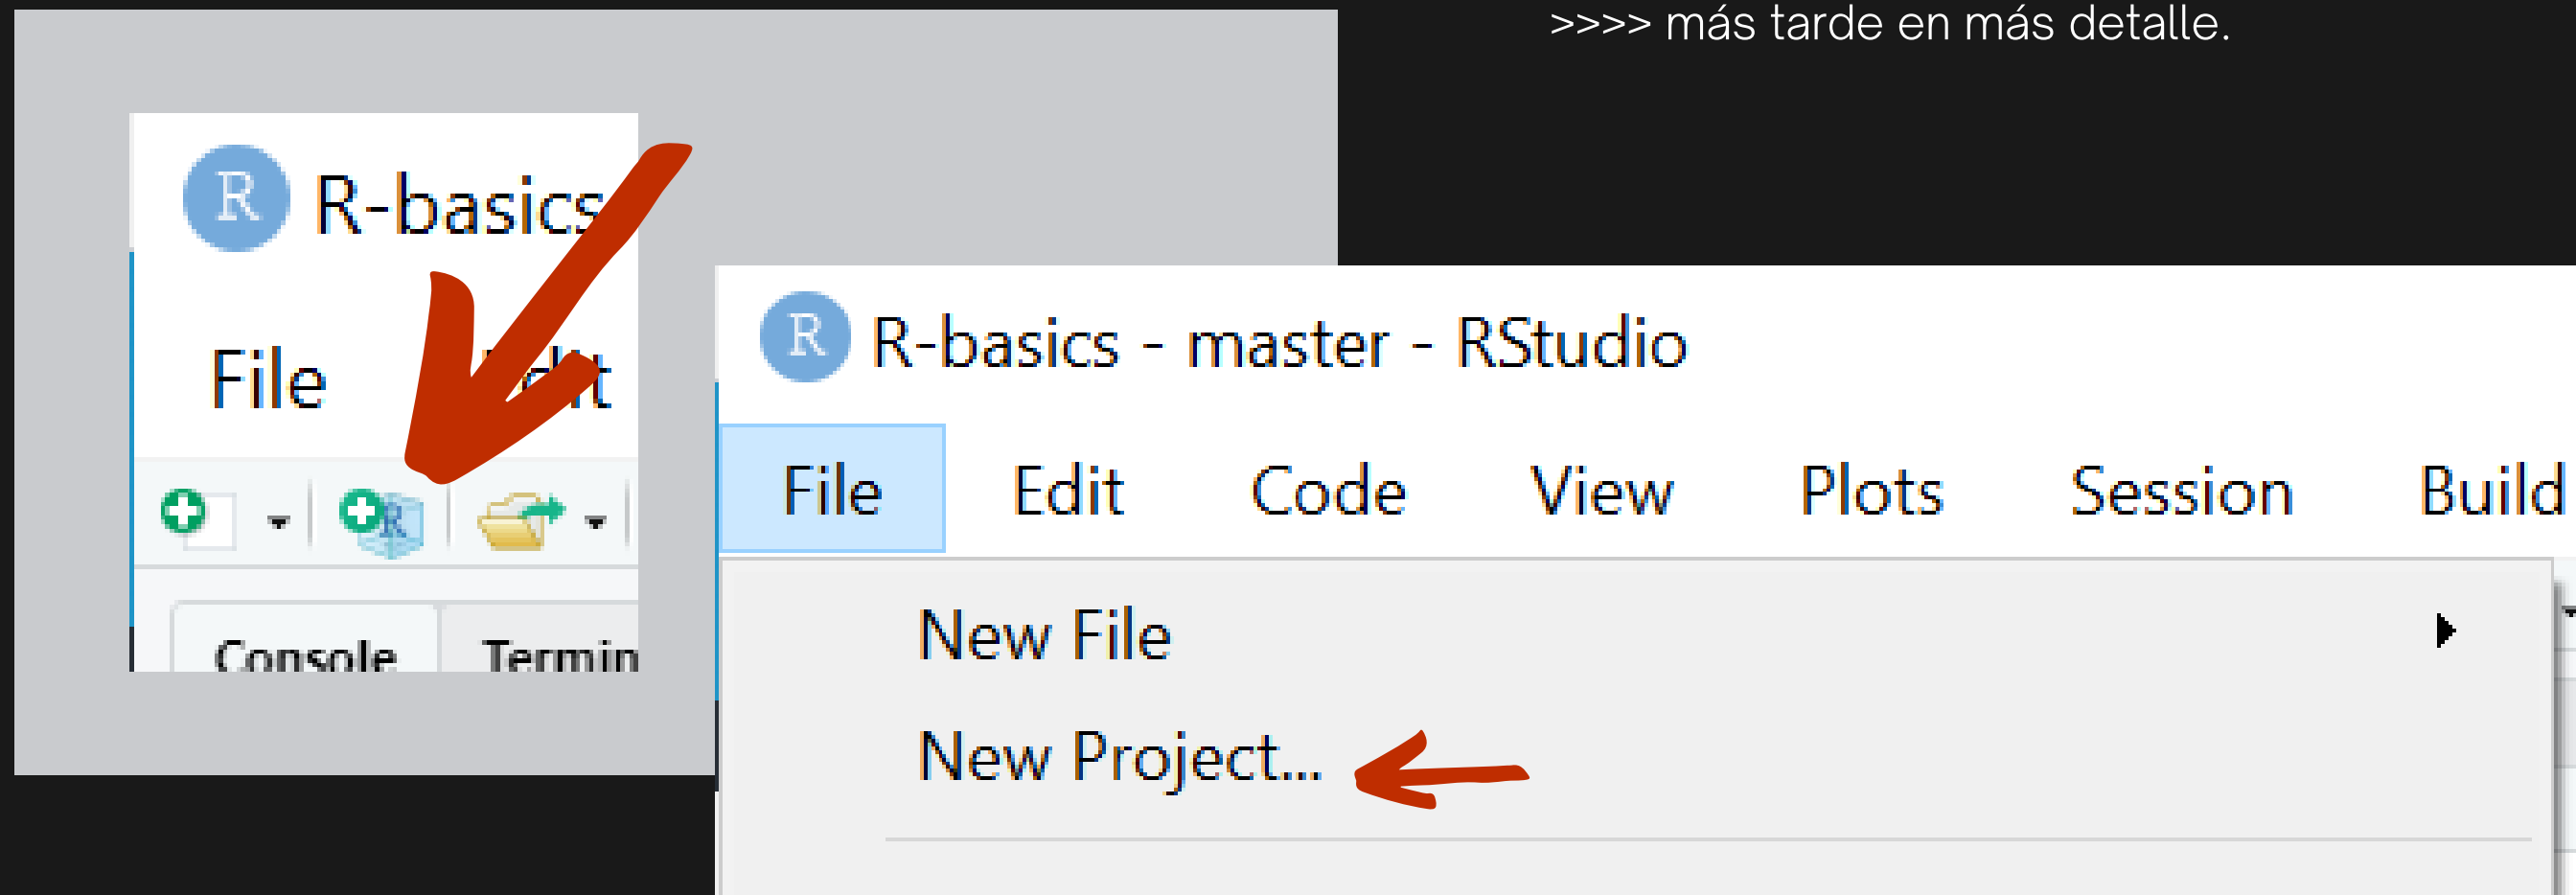 >>>> más tarde en más detalle.
R R-basics
File Edit
R
Console Termin
R R-basics - master - RStudio
File Edit Code View Plots Session Build
New File
New Project...